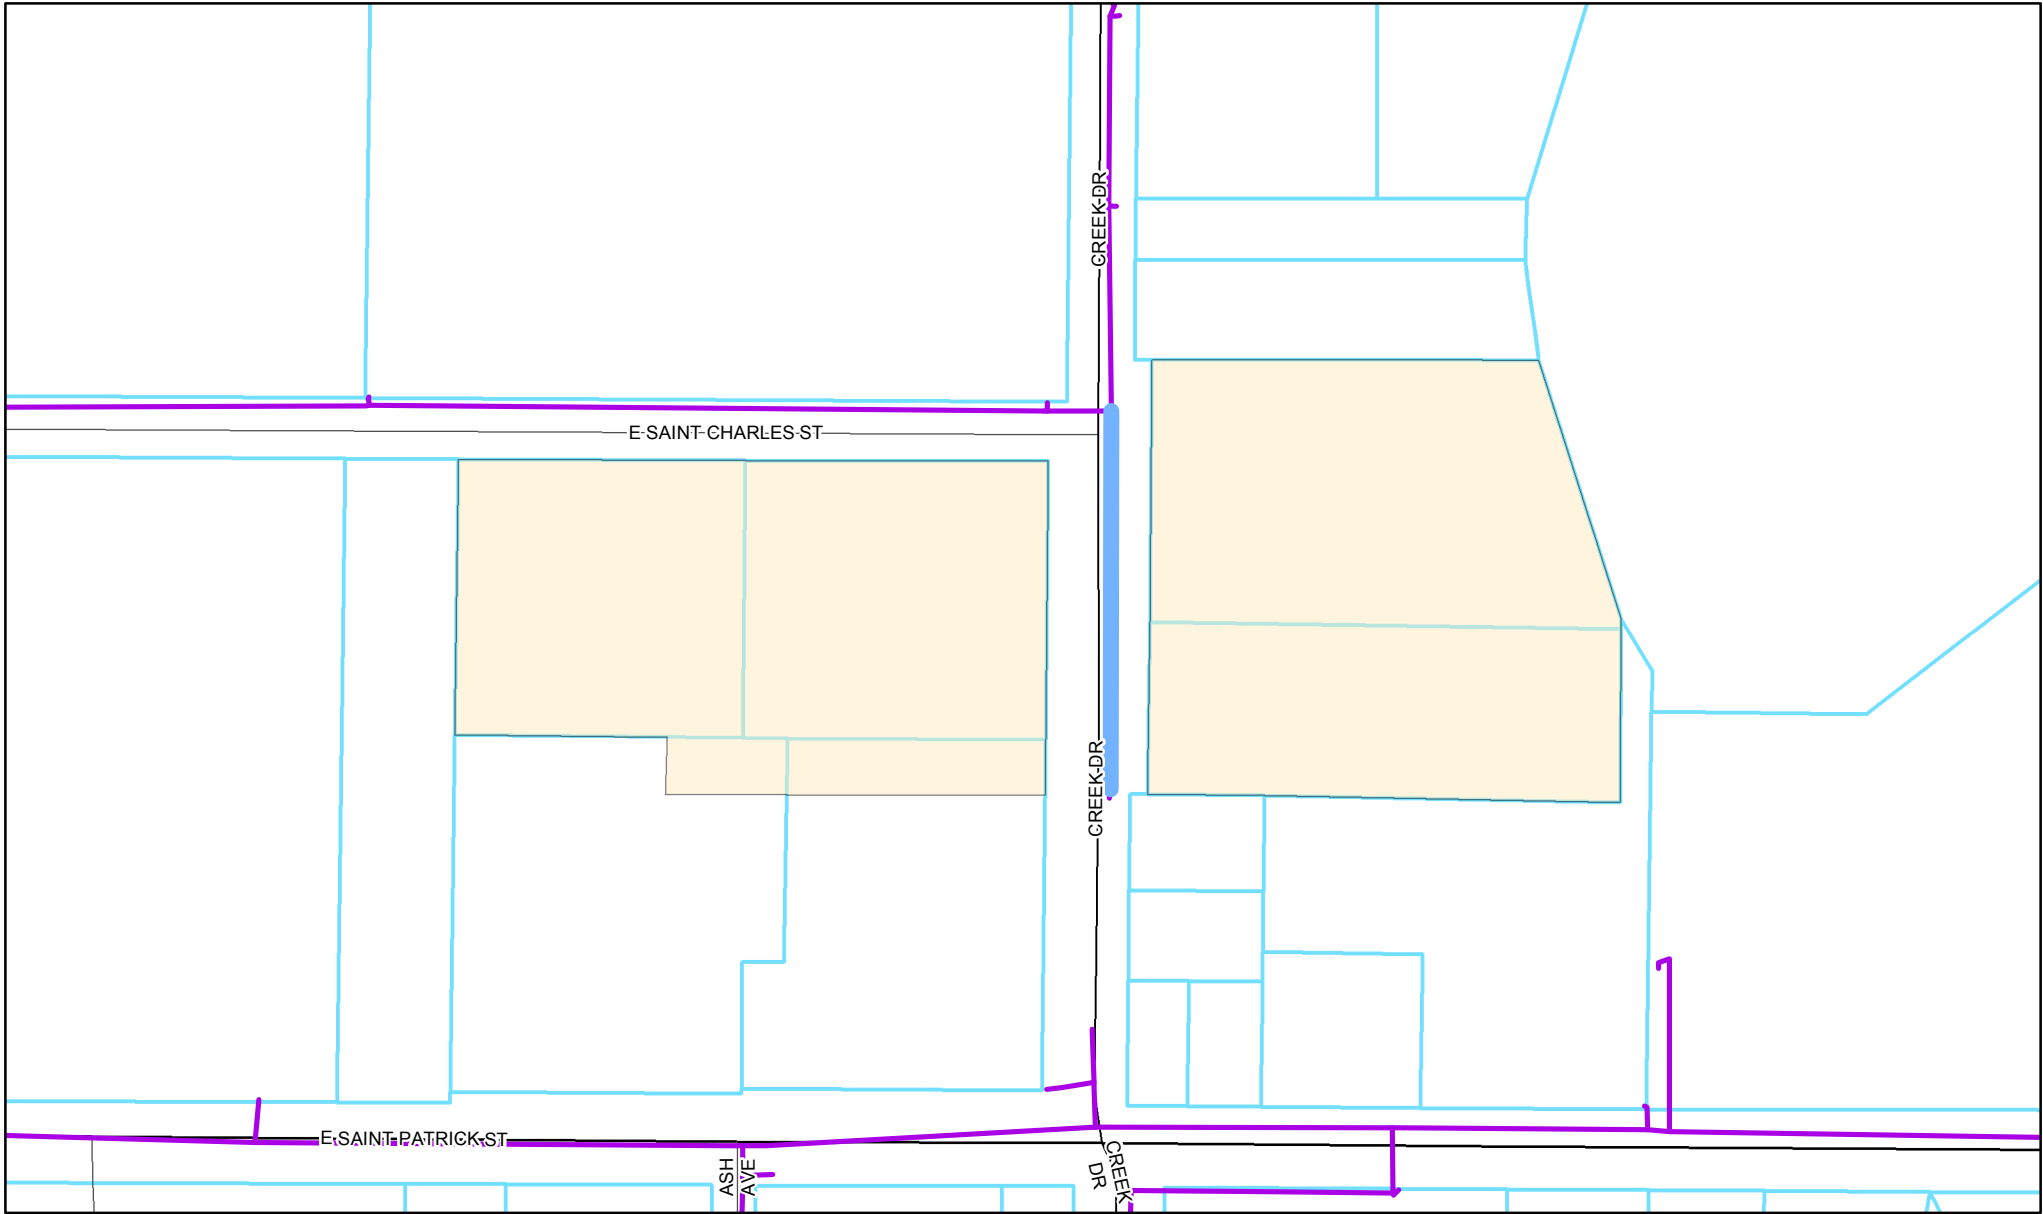 CREEK DR
E SAINT CHARLES ST
CREEK DR
E SAINT PATRICK ST
ASH
AVE
CREEK
DR